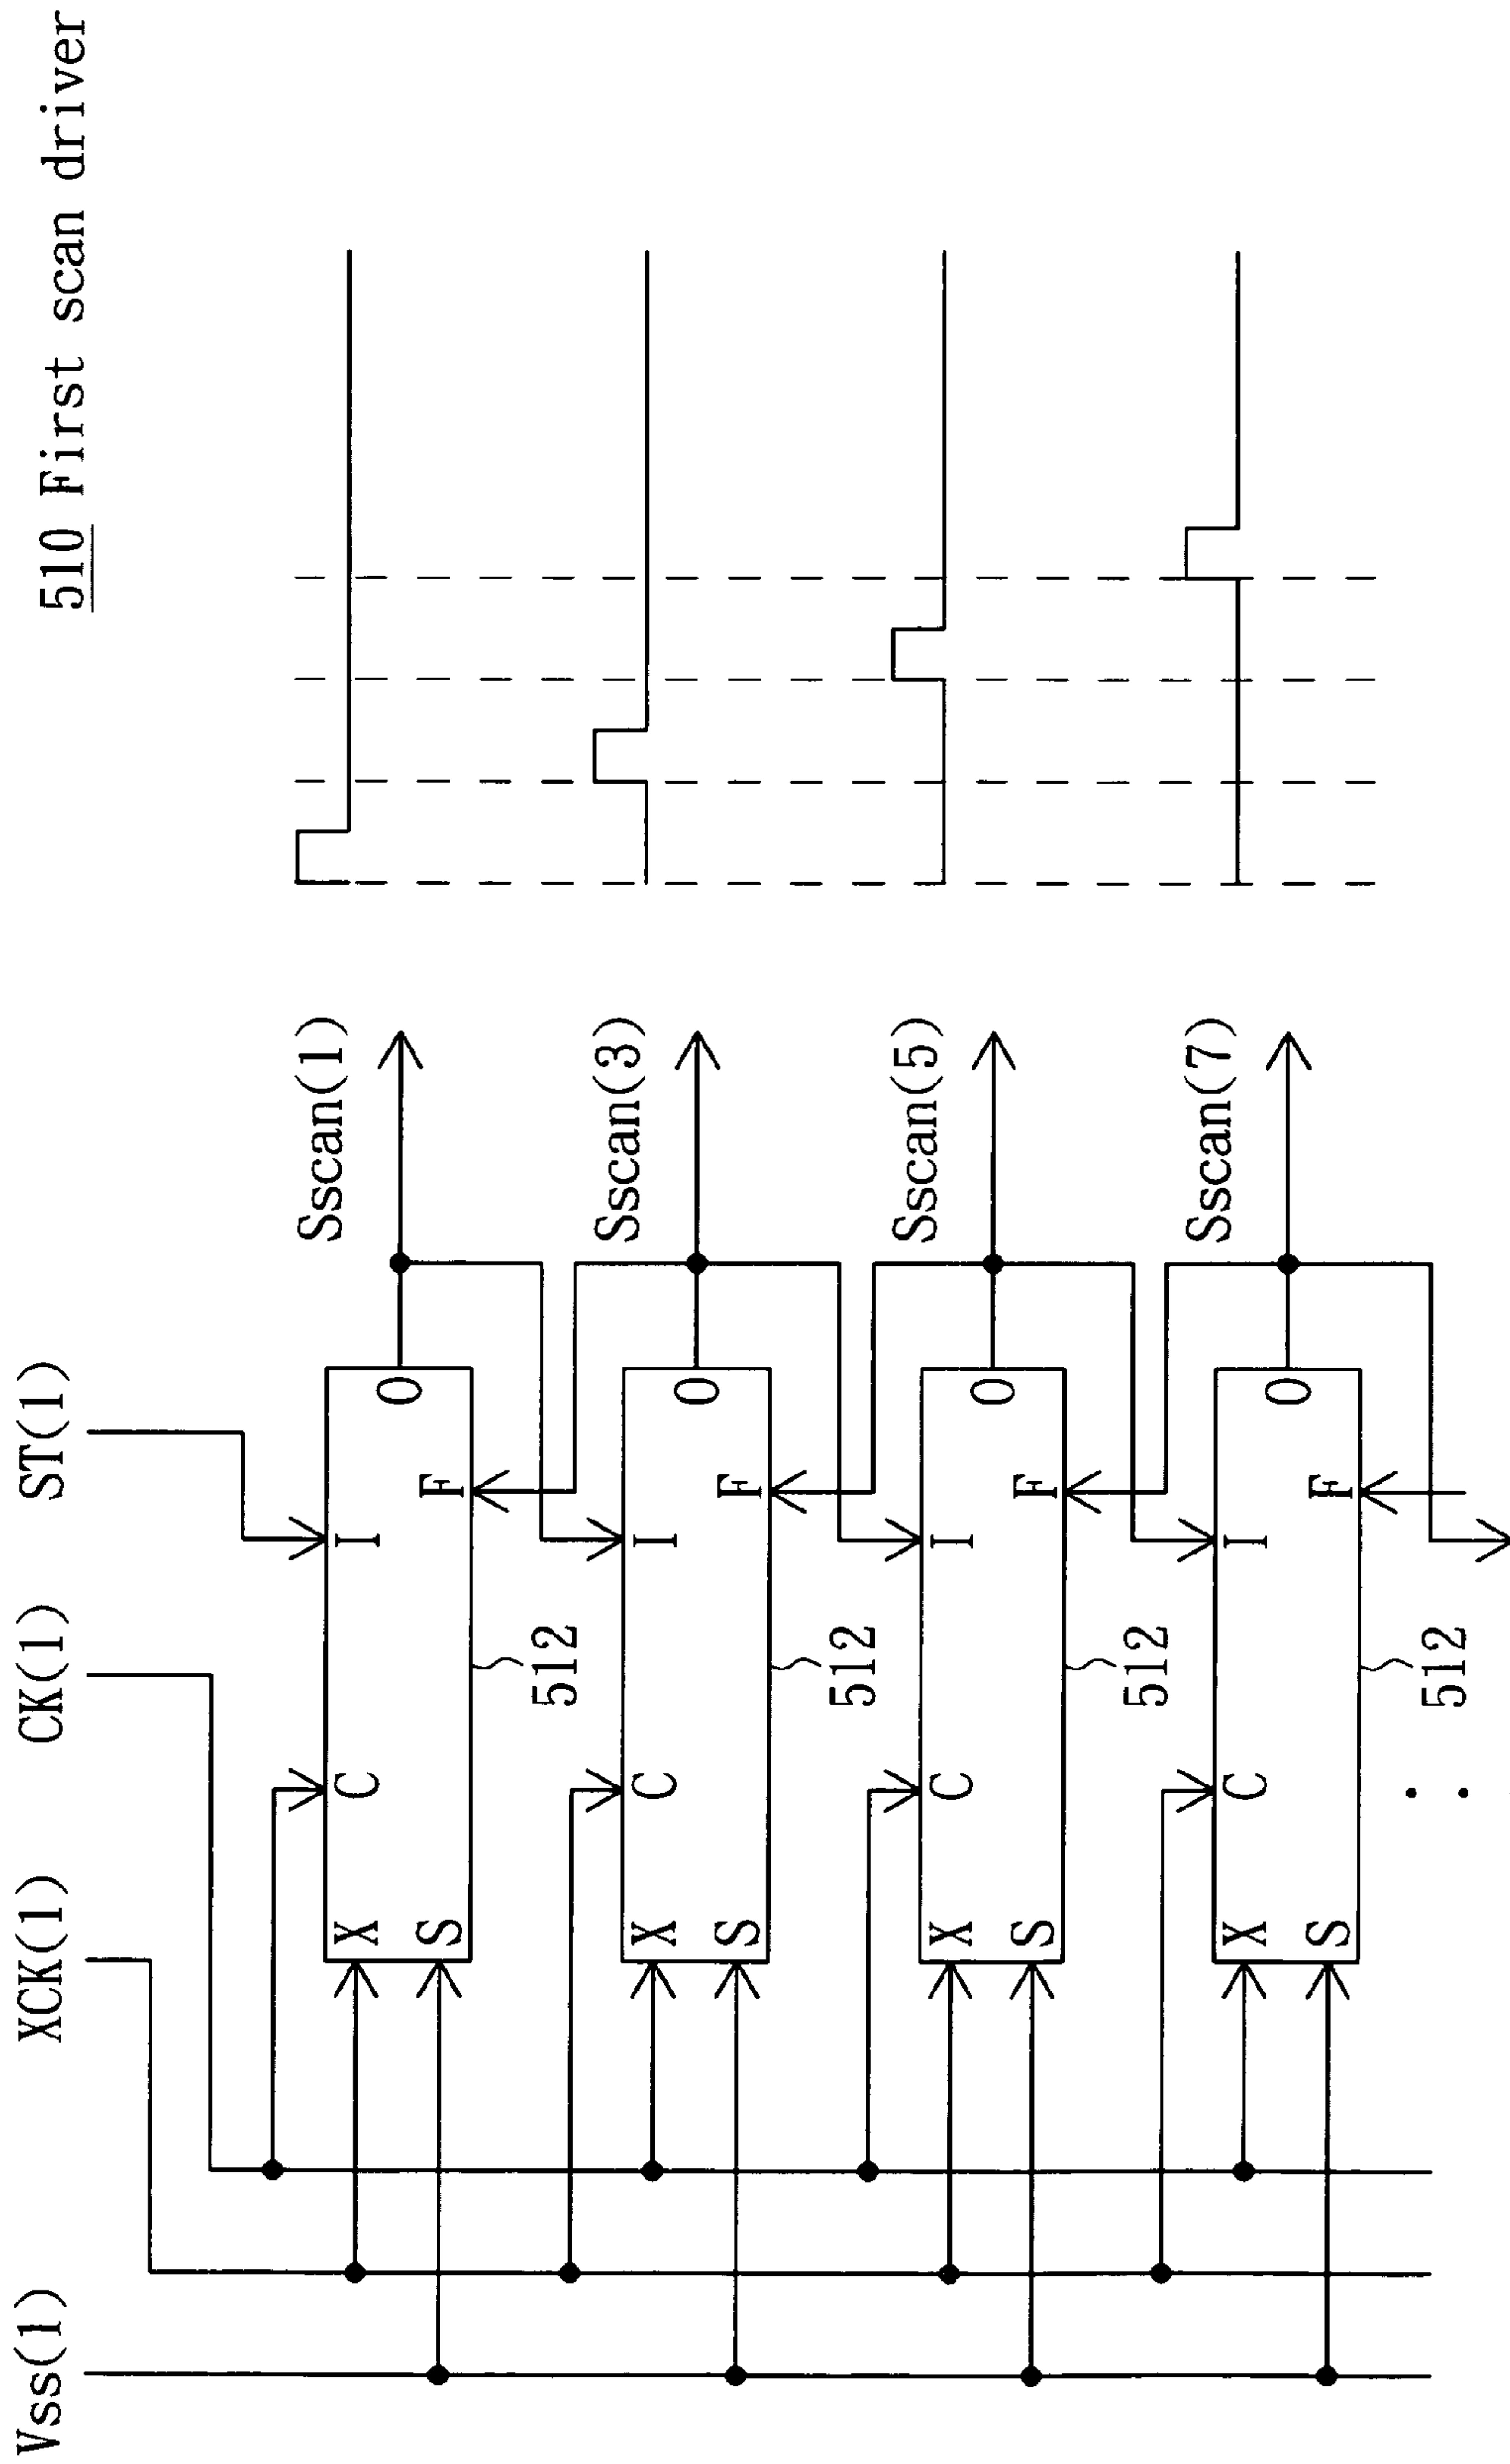 510 First scan driver
Vss(1)
XCK(1)
CK(1)
ST(1)
X
C
I
O
S
F
512
Sscan(1)
X
C
I
O
S
F
512
Sscan(3)
X
C
I
O
S
F
512
Sscan(5)
X
C
I
O
S
F
512
Sscan(7)